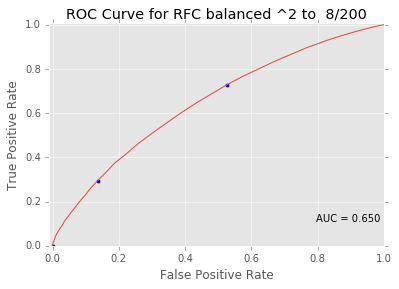 ROC Curve for RFC balanced ^2 to  8/200
True Positive Rate
1.0
0.8
0.6
0.4
0.2
0.0
AUC = 0.650
0.0 0.2 0.4 0.6 0.8 1.0
False Positive Rate